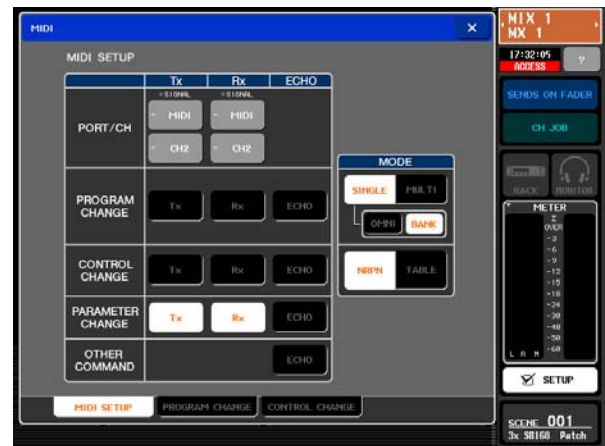 MIDI
×
MIDI SETUP
Tx Rx ECHO
SIGNAL SIGNAL
PORT/CH
MIDI MIDI
CH2 CH2
MODE
PROGRAM CHANGE
Tx Rx ECHO
SINGLE MULTI
OMNI BANK
CONTROL CHANGE
Tx Rx ECHO
NRPN TABLE
PARAMETER CHANGE
Tx Rx ECHO
OTHER COMMAND
ECHO
MIDI SETUP PROGRAM CHANGE CONTROL CHANGE
MIX 1
MX 1
17:32:05
ACCESS
?
SENDS ON FADER
CH JOB
RACK MONITOR
METER
Σ
OVER
-3
-6
-9
-12
-15
-18
-24
-30
-40
-50
-60
L R M
SETUP
SCENE 001
3x SB168 Patch